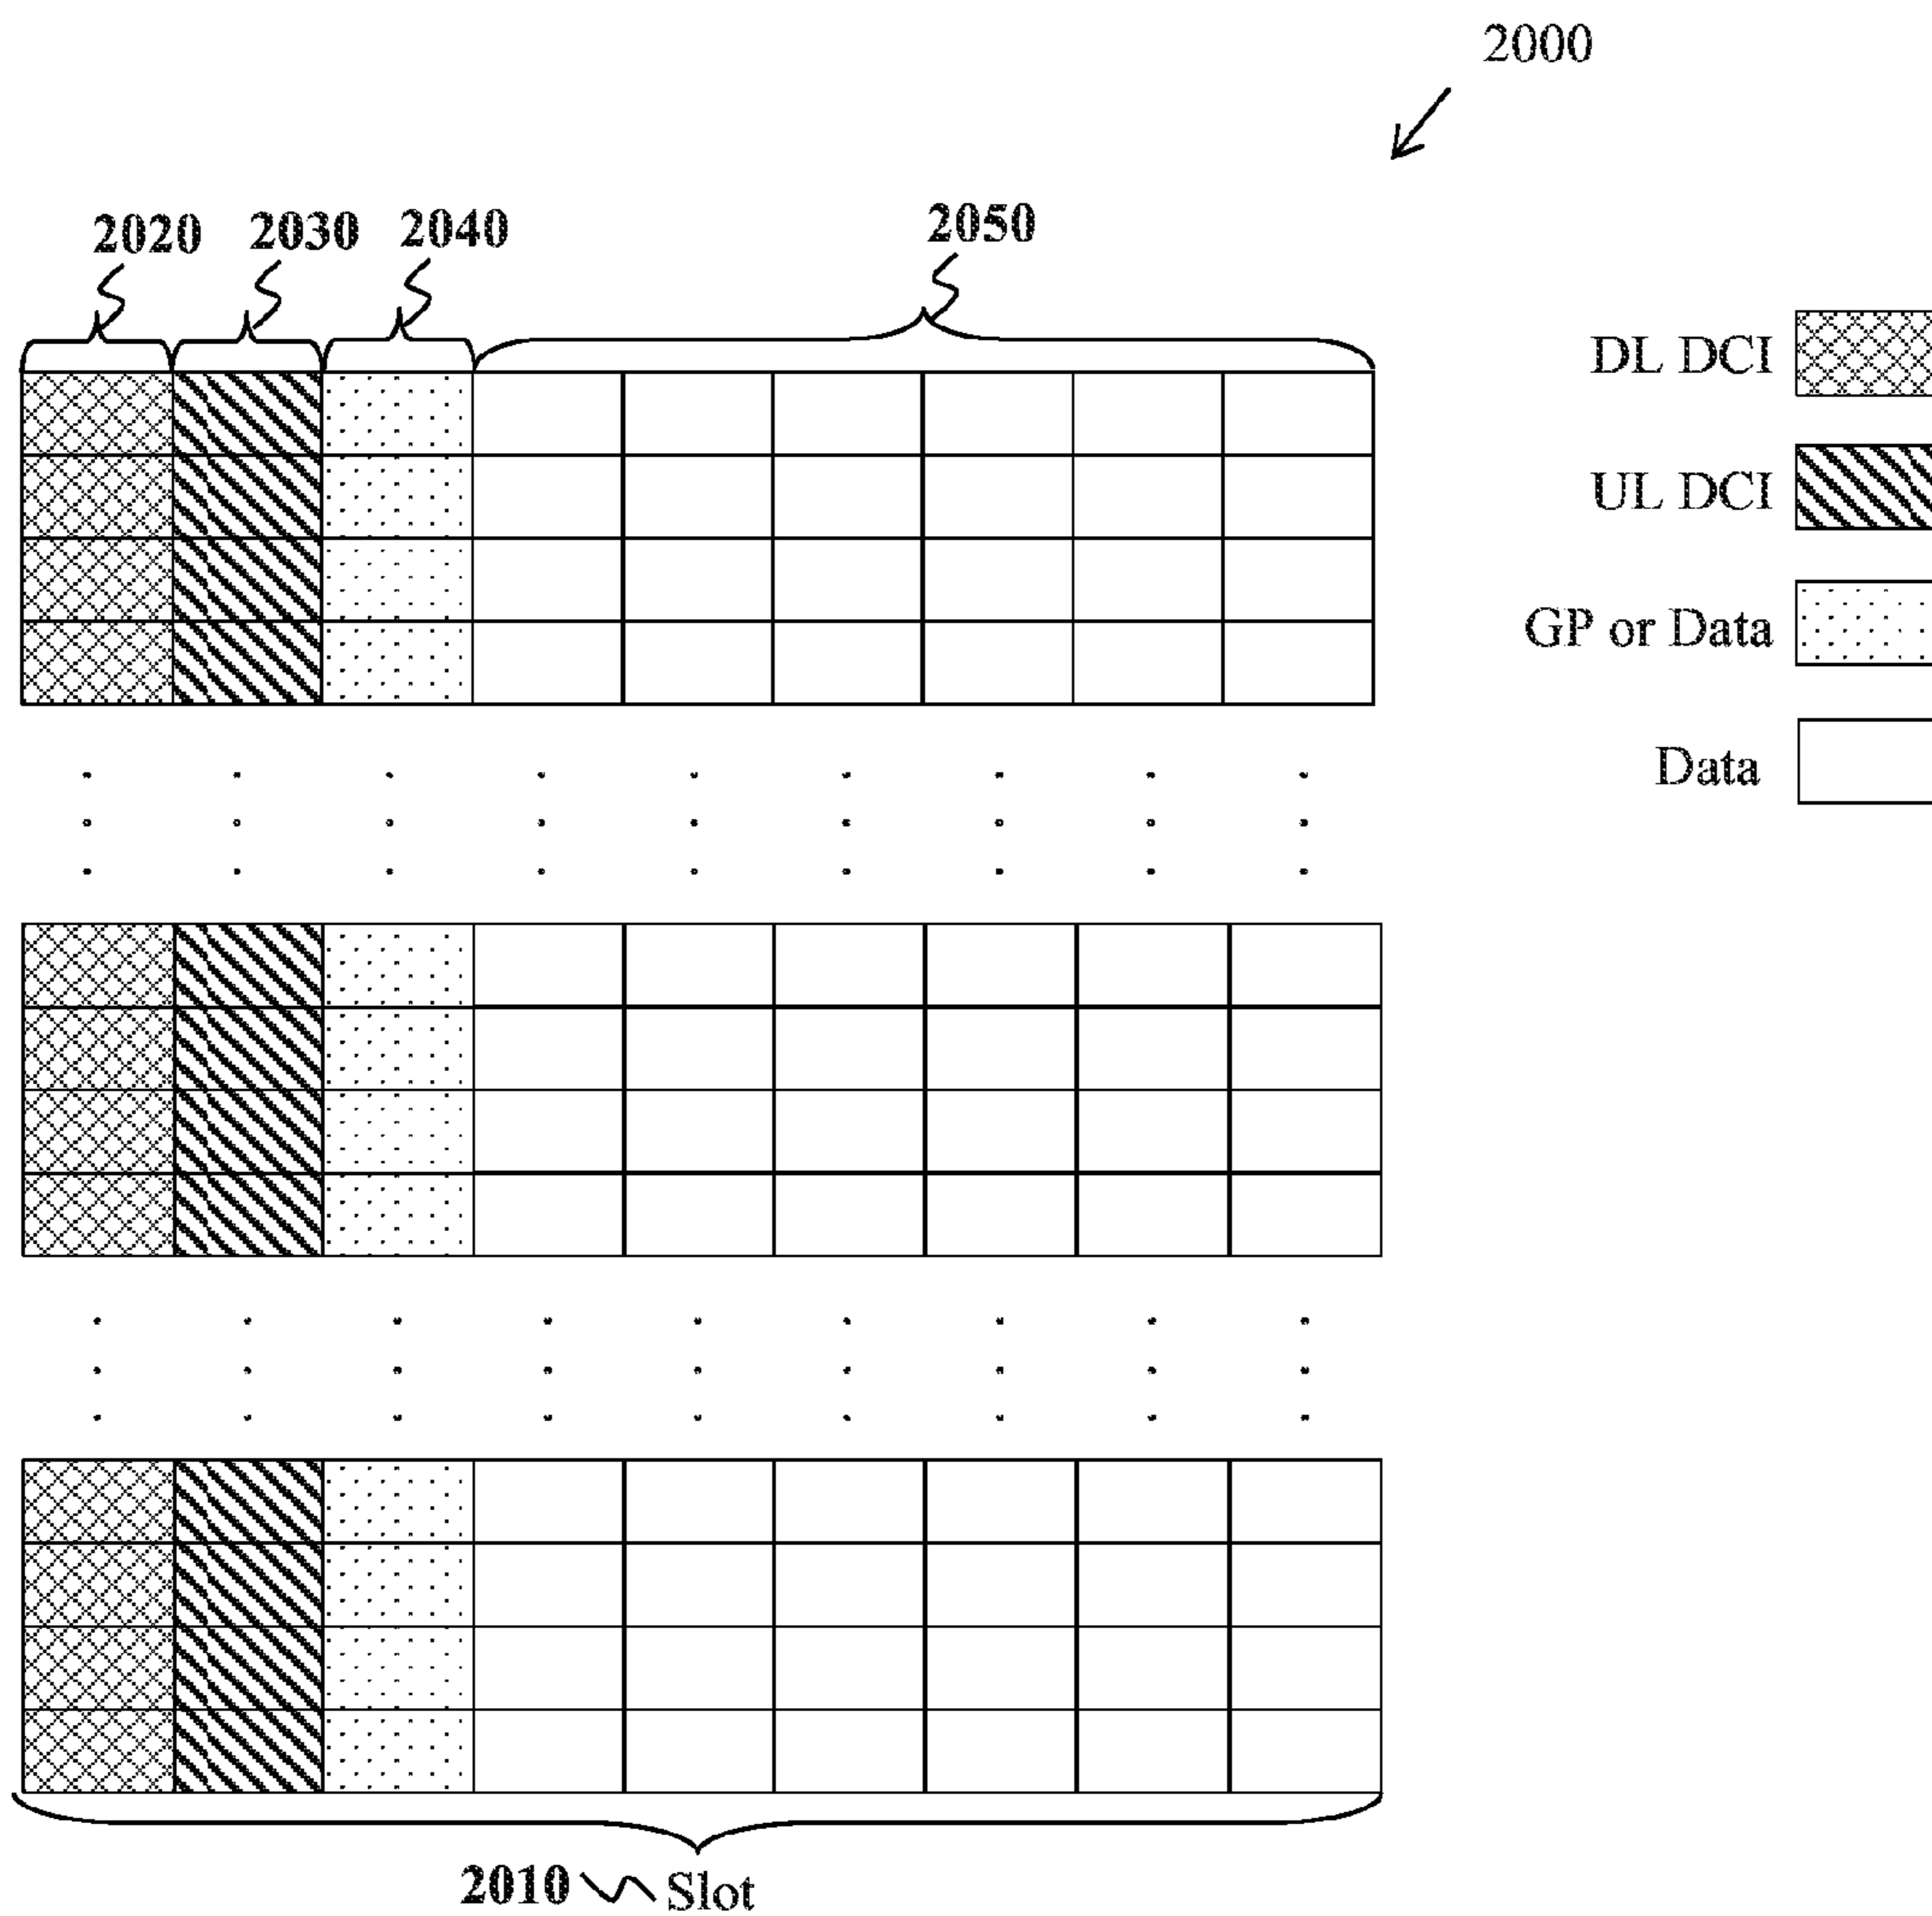 2000
2020 2030 2040 2050
DL DCI
UL DCI
GP or Data
Data
2010 Slot